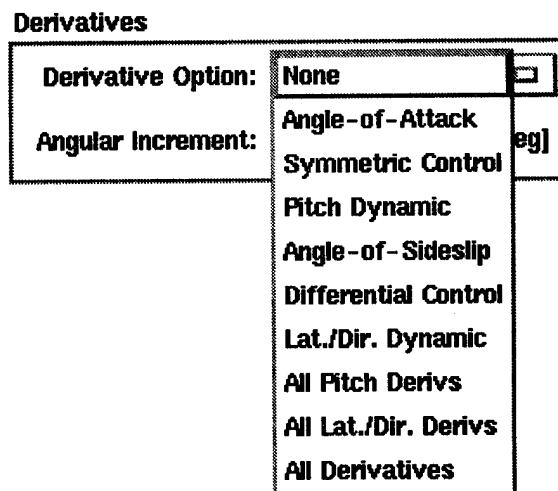 Derivatives
Derivative Option: None
Angle-of-Attack
Angular Increment: eg]
Symmetric Control
Pitch Dynamic
Angle-of-Sideslip
Differential Control
Lat./Dir. Dynamic
All Pitch Derivs
All Lat./Dir. Derivs
All Derivatives